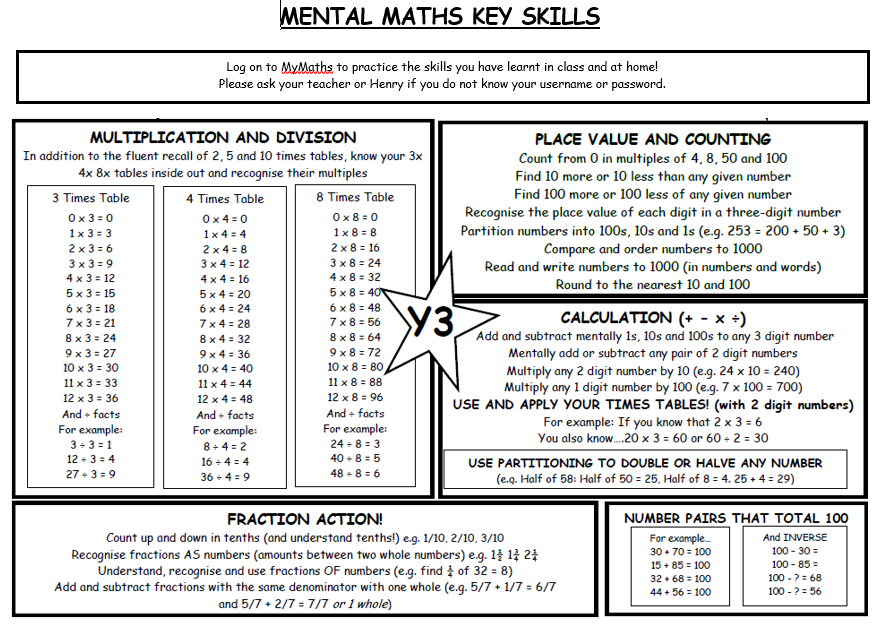 MENTAL MATHS KEY SKILLS
Log on to MyMaths to practice the skills you have learnt in class and at home!
Please ask your teacher or Henry if you do not know your username or password.
MULTIPLICATION AND DIVISION
In addition to the fluent recall of 2, 5 and 10 times tables, know your 3x
4x 8x tables inside out and recognise their multiples
3 Times Table
0 x 3 = 0
1 x 3 = 3
2 x 3 = 6
3 x 3 = 9
4 x 3 = 12
5 x 3 = 15
6 x 3 = 18
7 x 3 = 21
8 x 3 = 24
9 x 3 = 27
10 x 3 = 30
11 x 3 = 33
12 x 3 = 36
And ÷ facts
For example:
3 ÷ 3 = 1
12 ÷ 3 = 4
27 ÷ 3 = 9
4 Times Table
0 x 4 = 0
1 x 4 = 4
2 x 4 = 8
3 x 4 = 12
4 x 4 = 16
5 x 4 = 20
6 x 4 = 24
7 x 4 = 28
8 x 4 = 32
9 x 4 = 36
10 x 4 = 40
11 x 4 = 44
12 x 4 = 48
And ÷ facts
For example:
8 ÷ 4 = 2
16 ÷ 4 = 4
36 ÷ 4 = 9
8 Times Table
0 x 8 = 0
1 x 8 = 8
2 x 8 = 16
3 x 8 = 24
4 x 8 = 32
5 x 8 = 40
6 x 8 = 48
7 x 8 = 56
8 x 8 = 64
9 x 8 = 72
10 x 8 = 80
11 x 8 = 88
12 x 8 = 96
And ÷ facts
For example:
24 ÷ 8 = 3
40 ÷ 8 = 5
48 ÷ 8 = 6
Y3
PLACE VALUE AND COUNTING
Count from 0 in multiples of 4, 8, 50 and 100
Find 10 more or 10 less than any given number
Find 100 more or 100 less of any given number
Recognise the place value of each digit in a three-digit number
Partition numbers into 100s, 10s and 1s (e.g. 253 = 200 + 50 + 3)
Compare and order numbers to 1000
Read and write numbers to 1000 (in numbers and words)
Round to the nearest 10 and 100
CALCULATION (+ - x ÷)
Add and subtract mentally 1s, 10s and 100s to any 3 digit number
Mentally add or subtract any pair of 2 digit numbers
Multiply any 2 digit number by 10 (e.g. 24 x 10 = 240)
Multiply any 1 digit number by 100 (e.g. 7 x 100 = 700)
USE AND APPLY YOUR TIMES TABLES! (with 2 digit numbers)
For example: If you know that 2 x 3 = 6
You also know....20 x 3 = 60 or 60 ÷ 2 = 30
USE PARTITIONING TO DOUBLE OR HALVE ANY NUMBER
(e.g. Half of 58: Half of 50 = 25, Half of 8 = 4. 25 + 4 = 29)
FRACTION ACTION!
Count up and down in tenths (and understand tenths!) e.g. 1/10, 2/10, 3/10
Recognise fractions AS numbers (amounts between two whole numbers) e.g. 1½ 1¾ 2¼
Understand, recognise and use fractions OF numbers (e.g. find ¼ of 32 = 8)
Add and subtract fractions with the same denominator with one whole (e.g. 5/7 + 1/7 = 6/7
and 5/7 + 2/7 = 7/7 or 1 whole)
NUMBER PAIRS THAT TOTAL 100
For example...
30 + 70 = 100
15 + 85 = 100
32 + 68 = 100
44 + 56 = 100
And INVERSE
100 - 30 =
100 - 85 =
100 - ? = 68
100 - ? = 56